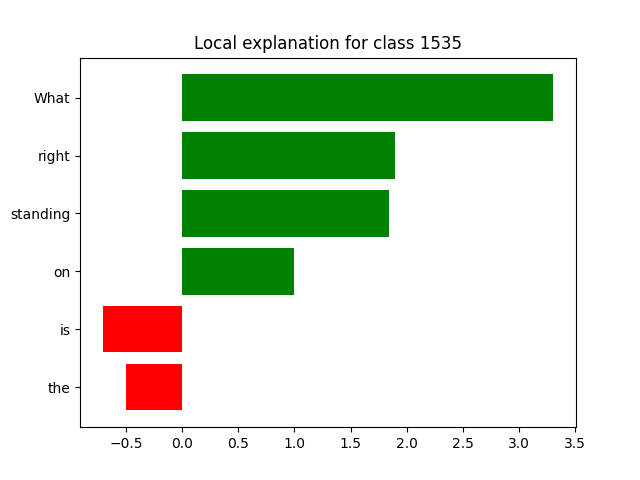 Local explanation for class 1535
What
right
standing
on
is
the
−0.5 0.0 0.5 1.0 1.5 2.0 2.5 3.0 3.5